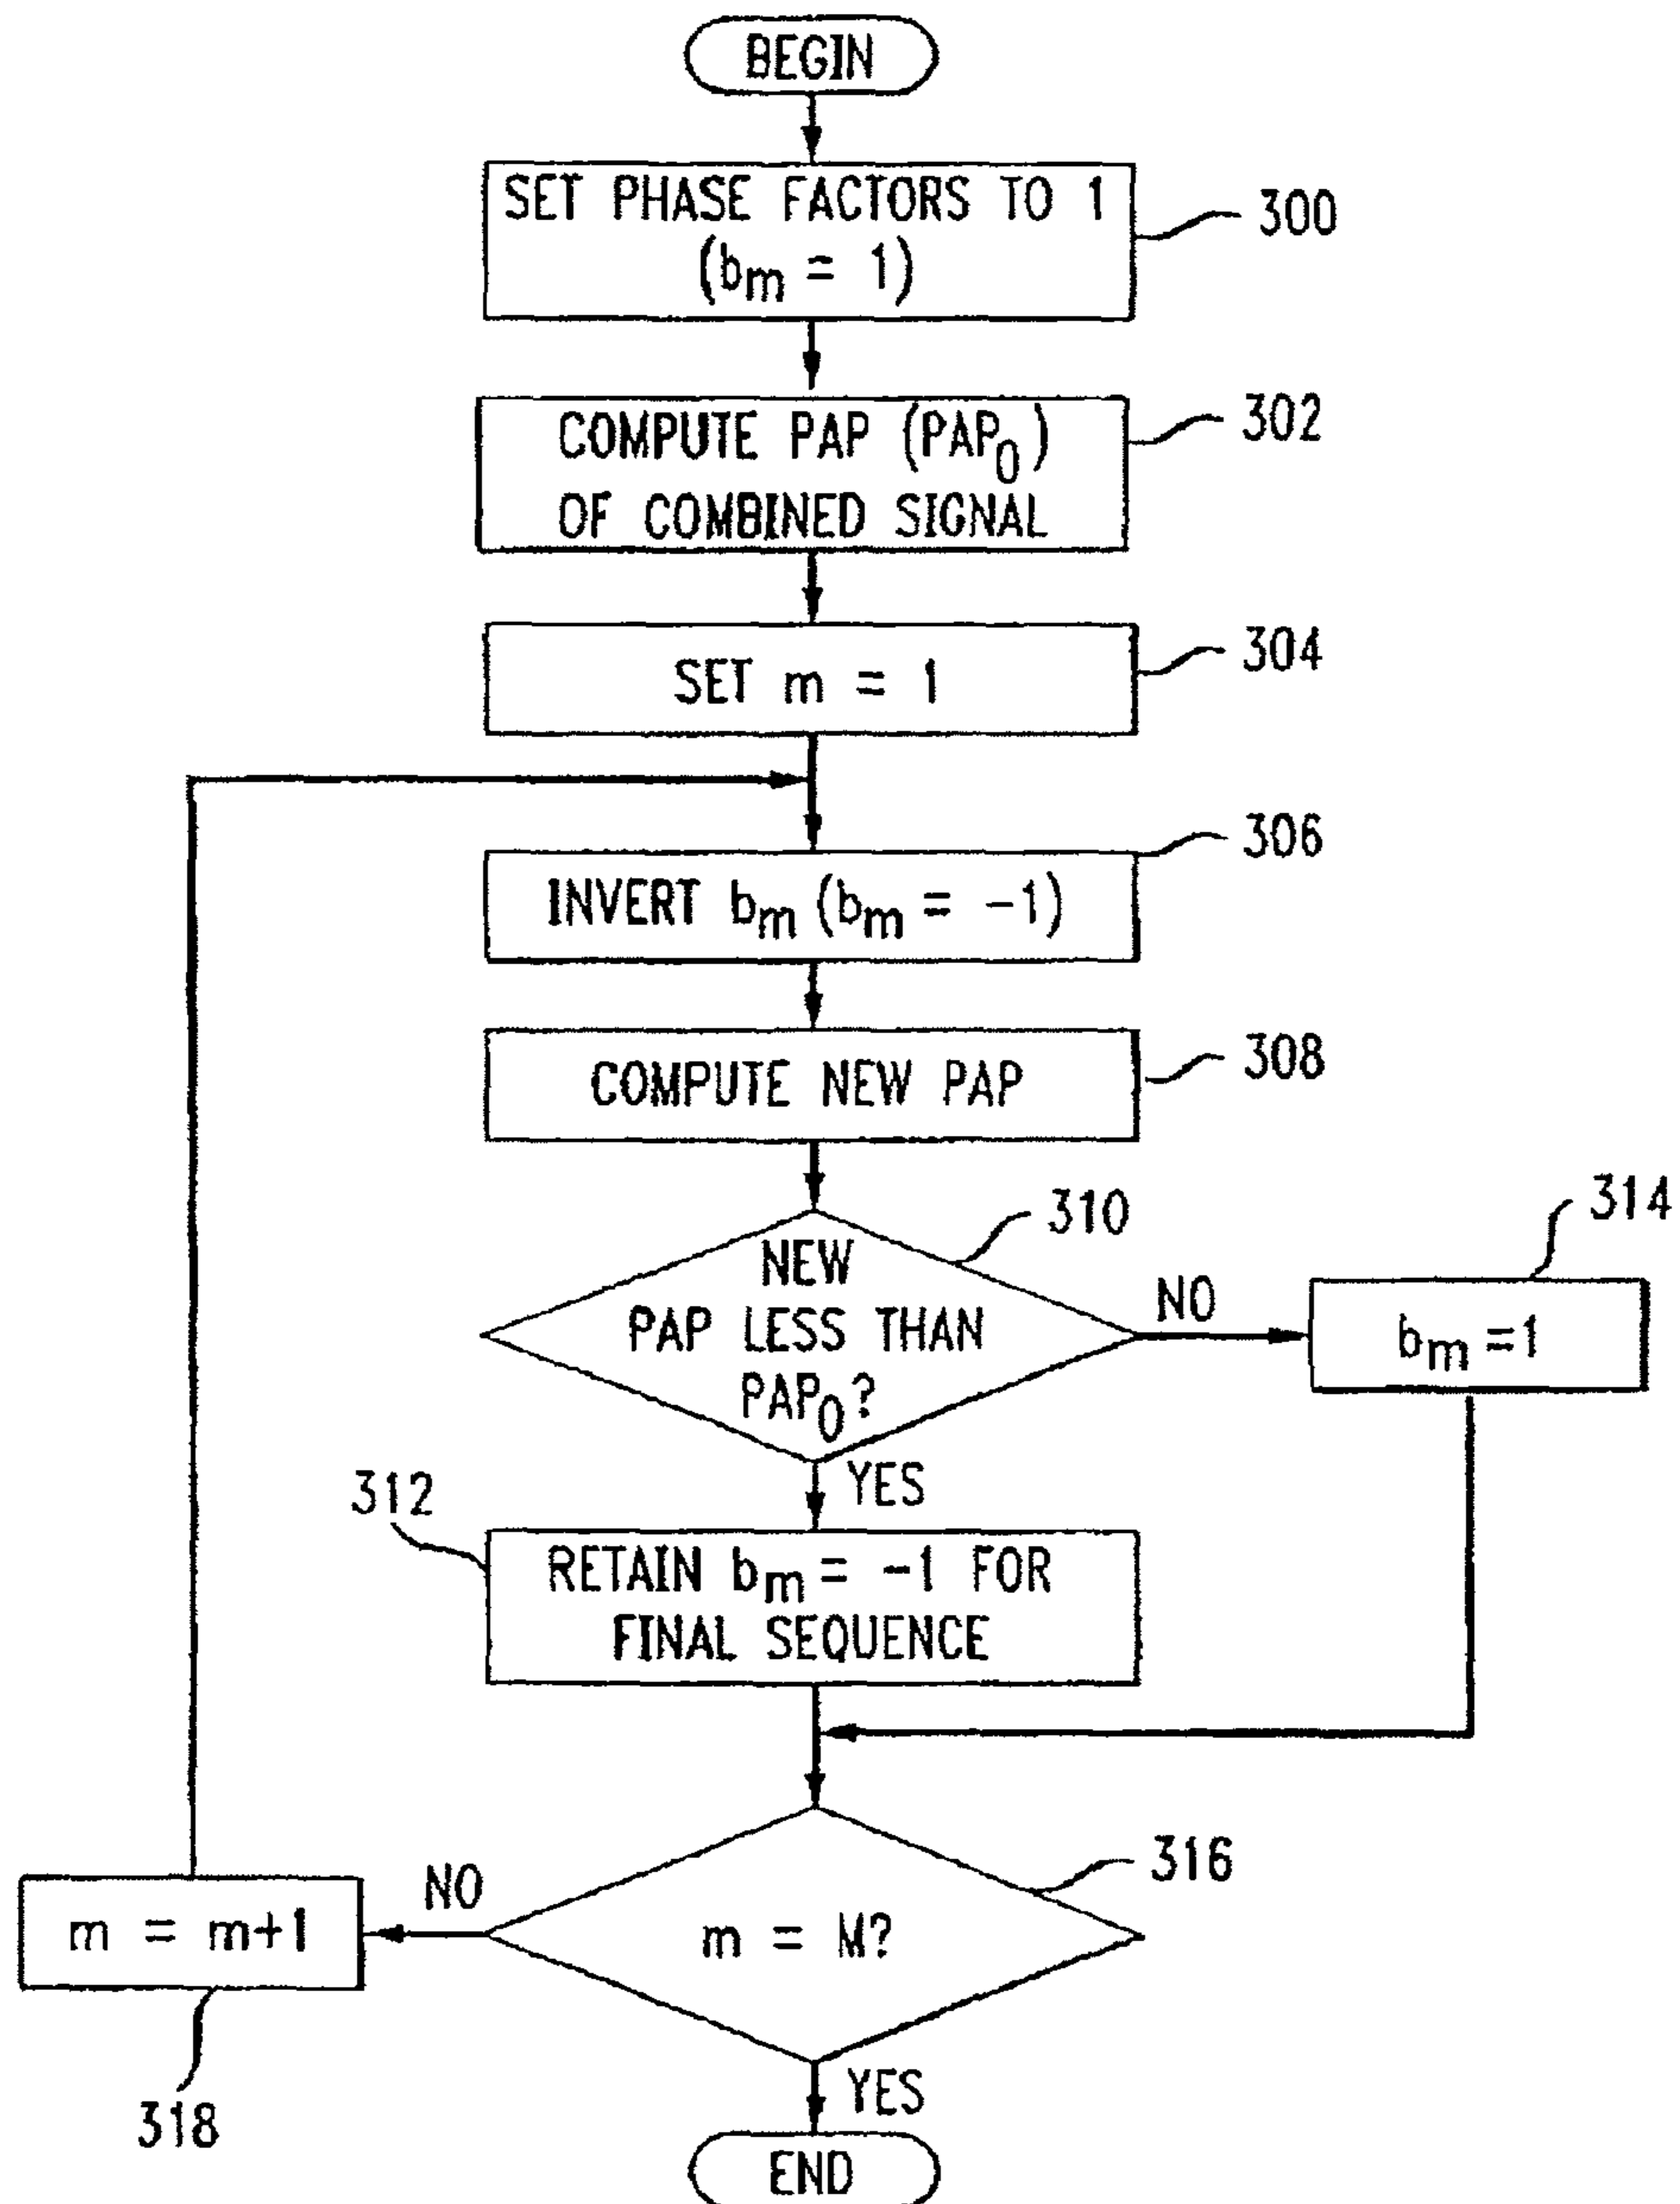 BEGIN
SET PHASE FACTORS TO 1
(bm = 1)
300
COMPUTE PAP (PAP0)
OF COMBINED SIGNAL
302
SET m = 1
304
INVERT bm (bm = -1)
306
COMPUTE NEW PAP
308
NEW
PAP LESS THAN
PAP0?
310
NO
bm =1
314
YES
312
RETAIN bm = -1 FOR
FINAL SEQUENCE
m = M?
316
NO
m = m+1
318
YES
END